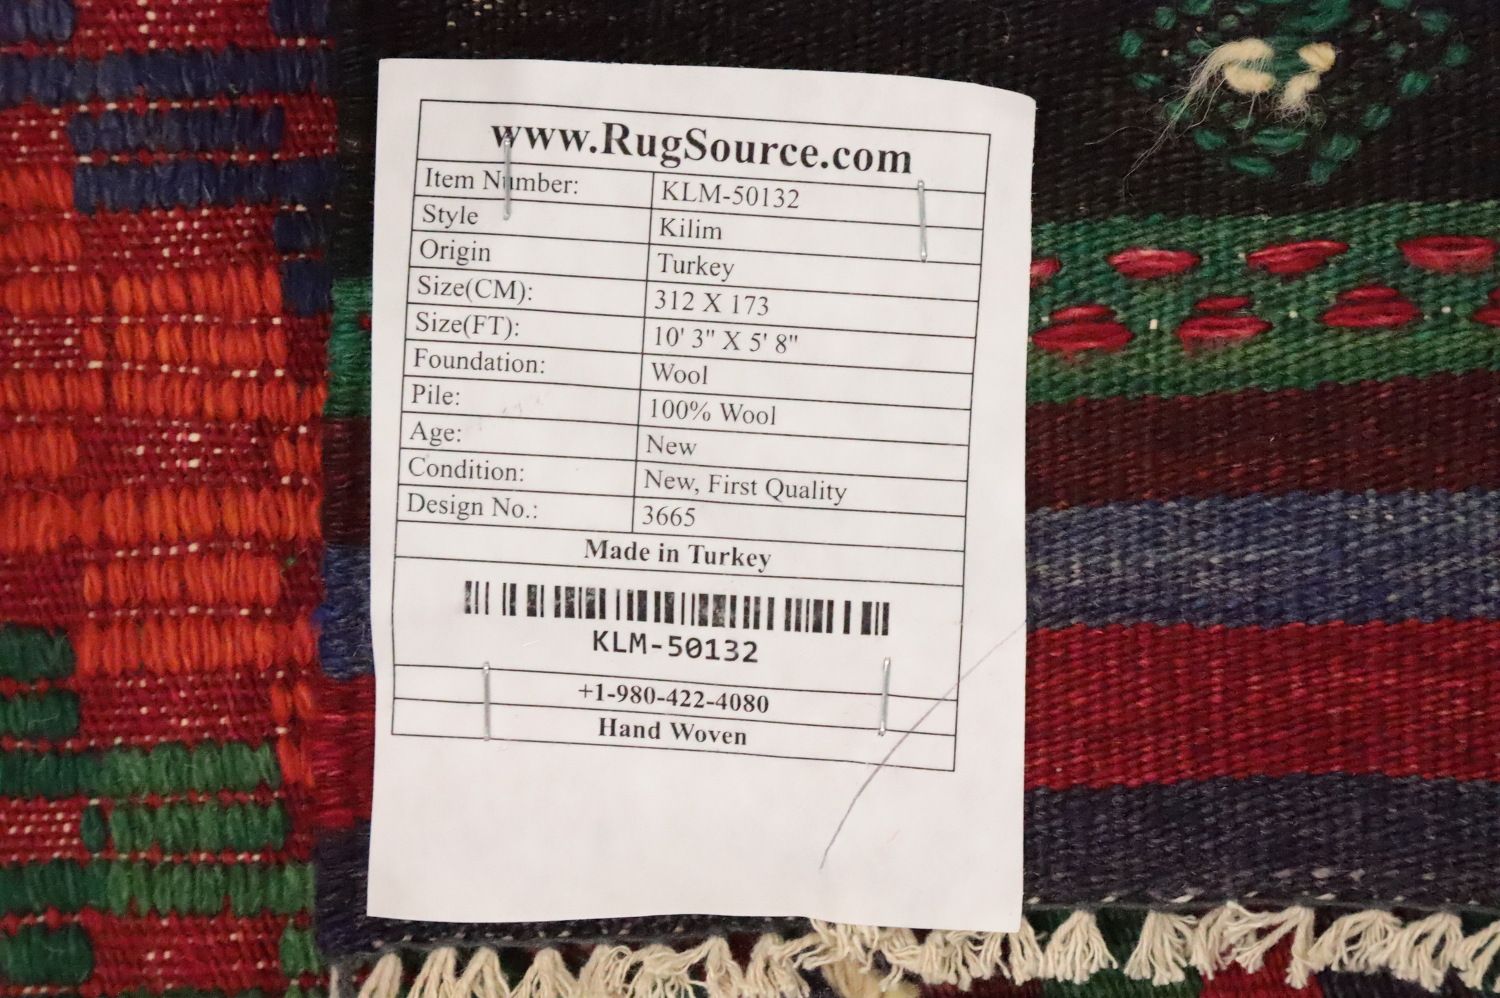 www.RugSource.com
Item Number: KLM-50132
Style Kilim
Origin Turkey
Size(CM): 312 X 173
Size(FT): 10' 3" X 5' 8"
Foundation: Wool
Pile: 100% Wool
Age: New
Condition: New, First Quality
Design No.: 3665
Made in Turkey
KLM-50132
+1-980-422-4080
Hand Woven